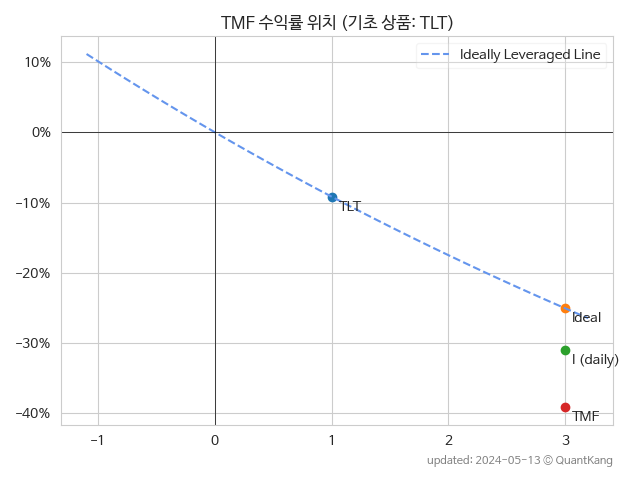 TMF 수익률 위치 (기초 상품: TLT)
Ideally Leveraged Line
10%
0%
−10%
−20%
−30%
−40%
TLT
Ideal
I (daily)
TMF
−1
0
1
2
3
updated: 2024-05-13 © QuantKang